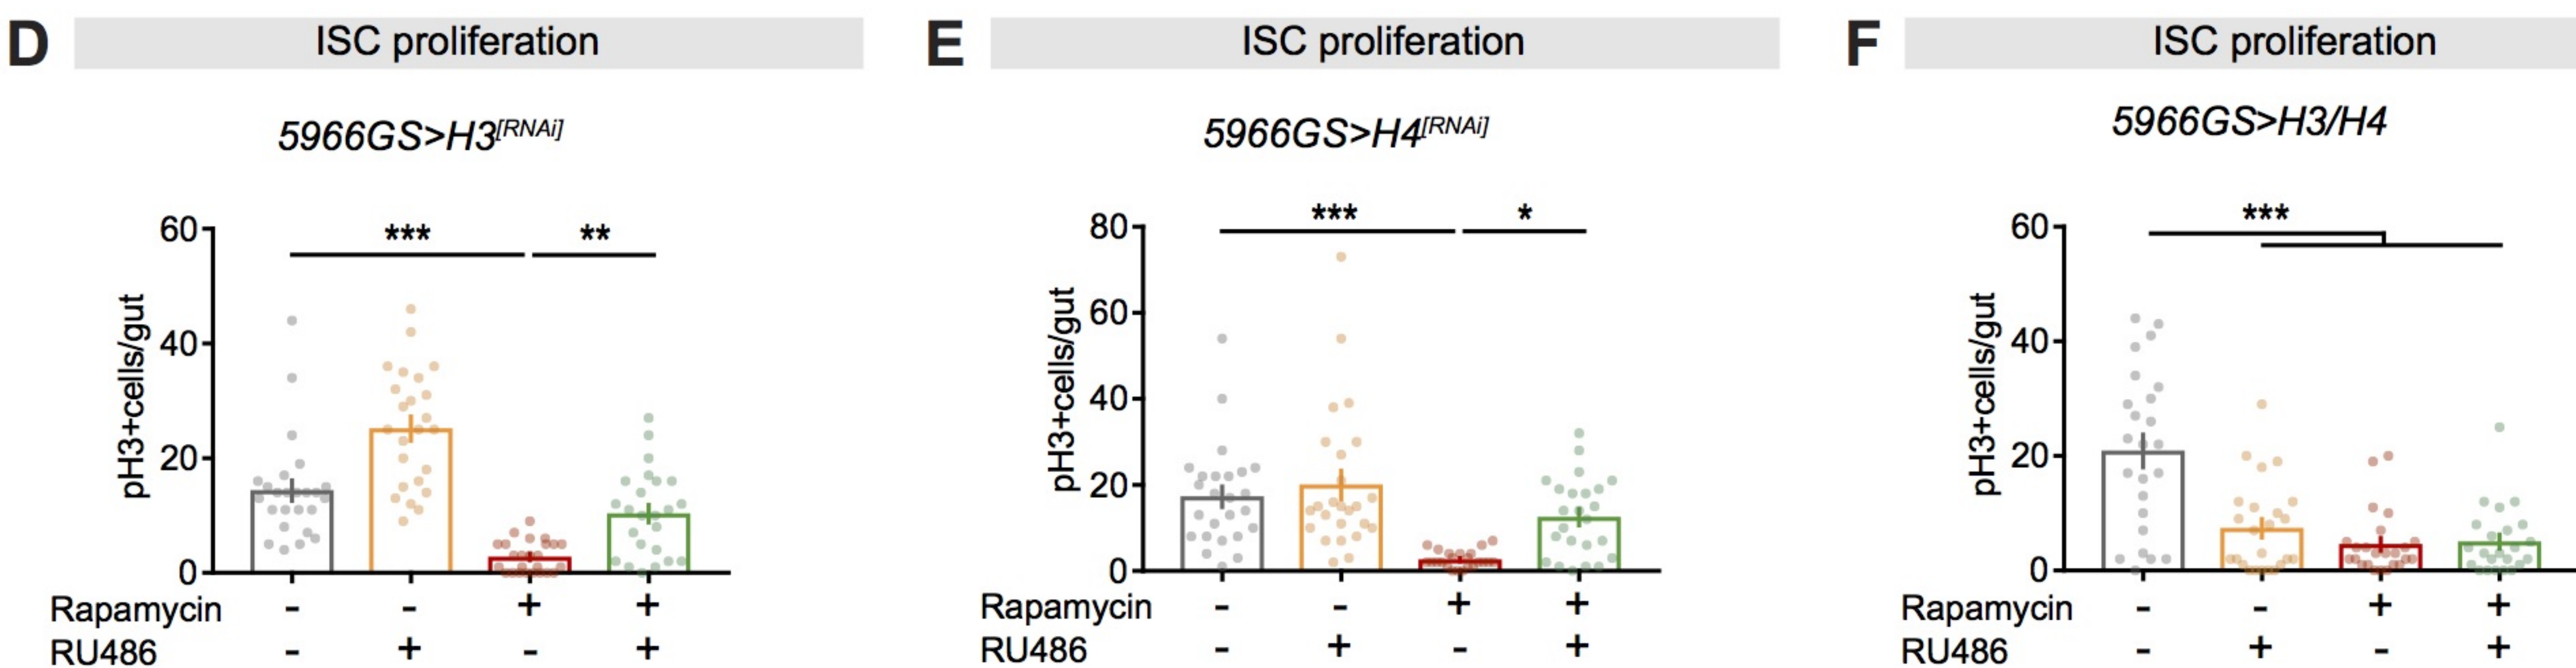 D ISC proliferation
5966GS>H3[RNAi]
*** **
60
40
20
0
pH3+cells/gut
Rapamycin - - + +
RU486 - + - +
E ISC proliferation
5966GS>H4[RNAi]
*** *
80
60
40
20
0
pH3+cells/gut
Rapamycin - - + +
RU486 - + - +
F ISC proliferation
5966GS>H3/H4
***
60
40
20
0
pH3+cells/gut
Rapamycin - - + +
RU486 - + - +